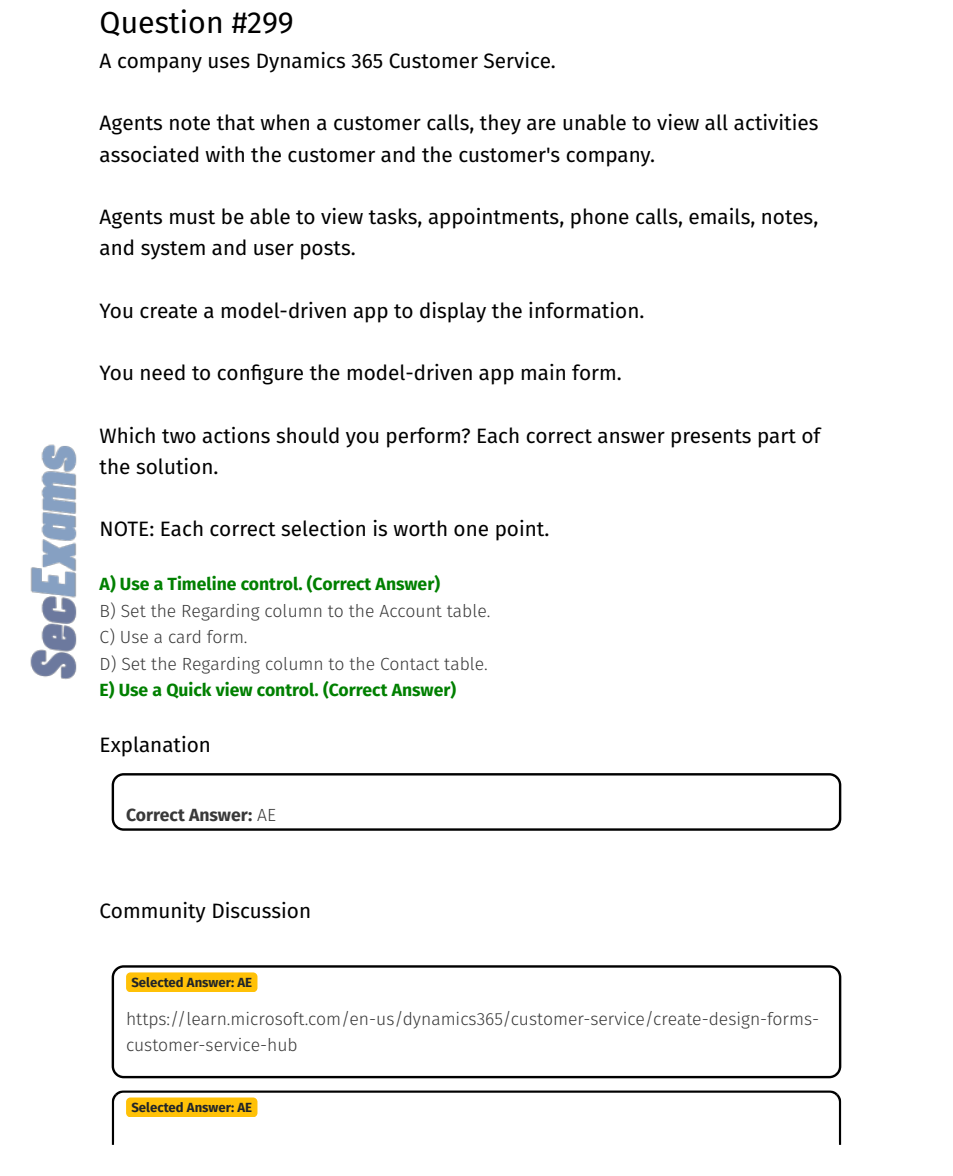 Question #299
A company uses Dynamics 365 Customer Service.
Agents note that when a customer calls, they are unable to view all activities
associated with the customer and the customer's company.
Agents must be able to view tasks, appointments, phone calls, emails, notes,
and system and user posts.
You create a model-driven app to display the information.
You need to configure the model-driven app main form.
Which two actions should you perform? Each correct answer presents part of
the solution.
NOTE: Each correct selection is worth one point.
A) Use a Timeline control. (Correct Answer)
B) Set the Regarding column to the Account table.
C) Use a card form.
D) Set the Regarding column to the Contact table.
E) Use a Quick view control. (Correct Answer)
SecExams
Explanation
Correct Answer: AE
Community Discussion
Selected Answer: AE
https://learn.microsoft.com/en-us/dynamics365/customer-service/create-design-forms-
customer-service-hub
Selected Answer: AE